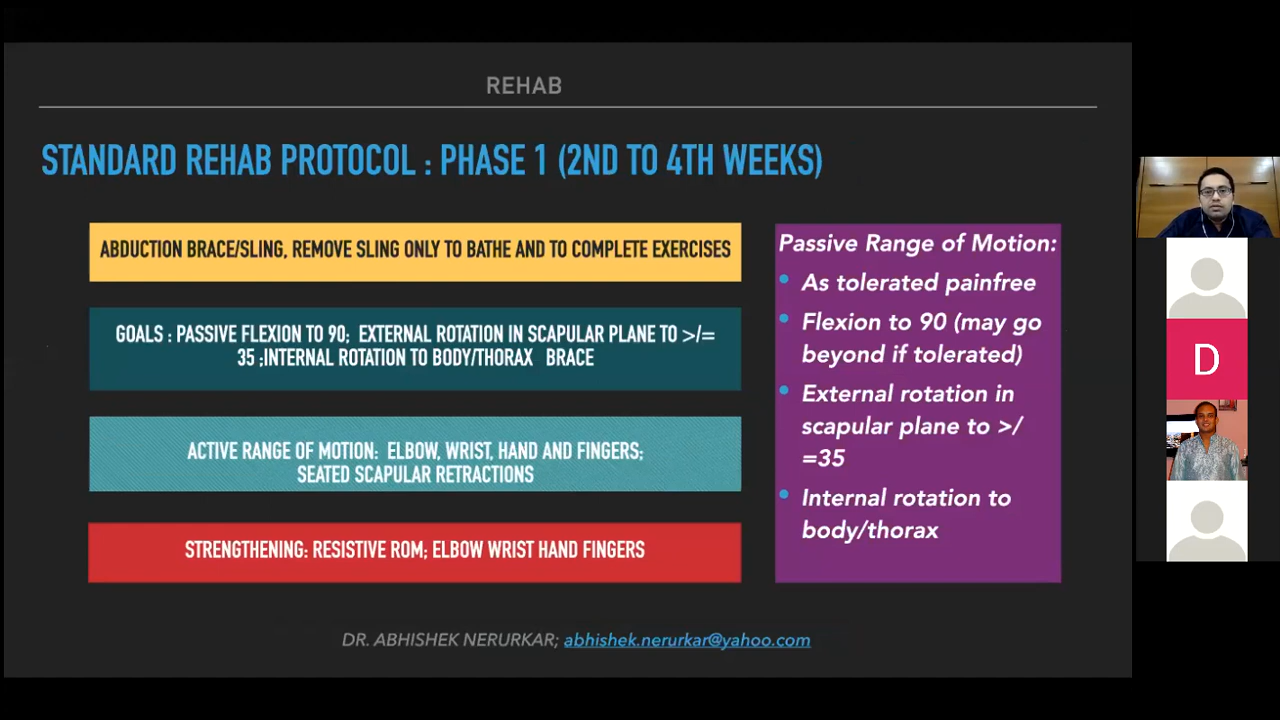 REHAB
STANDARD REHAB PROTOCOL : PHASE 1 (2ND TO 4TH WEEKS)
ABDUCTION BRACE/SLING, REMOVE SLING ONLY TO BATHE AND TO COMPLETE EXERCISES
GOALS : PASSIVE FLEXION TO 90; EXTERNAL ROTATION IN SCAPULAR PLANE TO >/=
35 ;INTERNAL ROTATION TO BODY/THORAX BRACE
ACTIVE RANGE OF MOTION: ELBOW, WRIST, HAND AND FINGERS;
SEATED SCAPULAR RETRACTIONS
STRENGTHENING: RESISTIVE ROM; ELBOW WRIST HAND FINGERS
Passive Range of Motion:
• As tolerated painfree
• Flexion to 90 (may go
beyond if tolerated)
• External rotation in
scapular plane to >/
=35
• Internal rotation to
body/thorax
DR. ABHISHEK NERURKAR; abhishek.nerurkar@yahoo.com
D